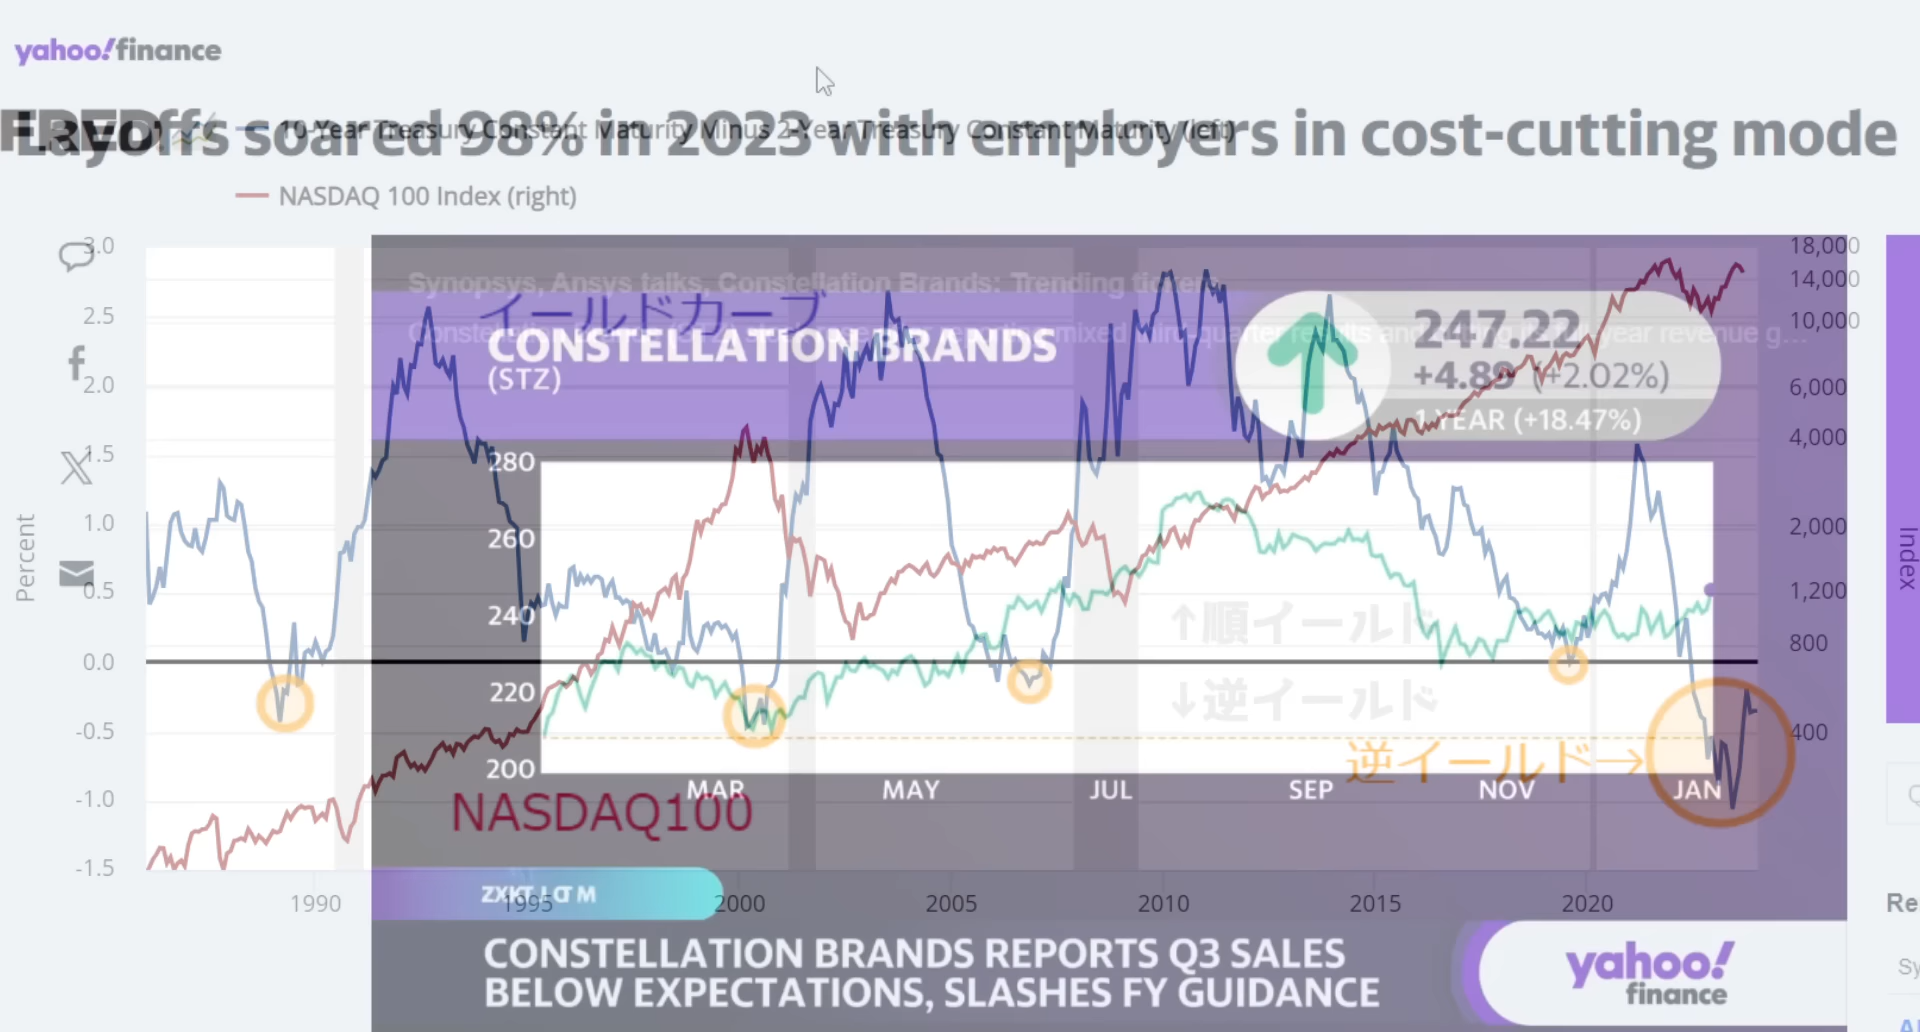 yahoo!finance
Layoffs soared 98% in 2023 with employers in cost-cutting mode
FRED
10-Year Treasury Constant Maturity Minus 2-Year Treasury Constant Maturity (left)
NASDAQ 100 Index (right)
Synopsys, Ansys talks, Constellation Brands: Trending tickers
イールドカーブ
CONSTELLATION BRANDS
(STZ)
247.22
+4.89 (+2.02%)
1 YEAR (+18.47%)
Percent
3.0
2.5
2.0
1.5
1.0
0.5
0.0
-0.5
-1.0
-1.5
280
260
240
220
200
18,000
14,000
10,000
6,000
4,000
2,000
1,200
800
400
Index
↑順イールド
↓逆イールド
逆イールド→
MAR MAY JUL SEP NOV JAN
NASDAQ100
1990 1995 2000 2005 2010 2015 2020
CONSTELLATION BRANDS REPORTS Q3 SALES
BELOW EXPECTATIONS, SLASHES FY GUIDANCE
yahoo!
finance
Re
Sy